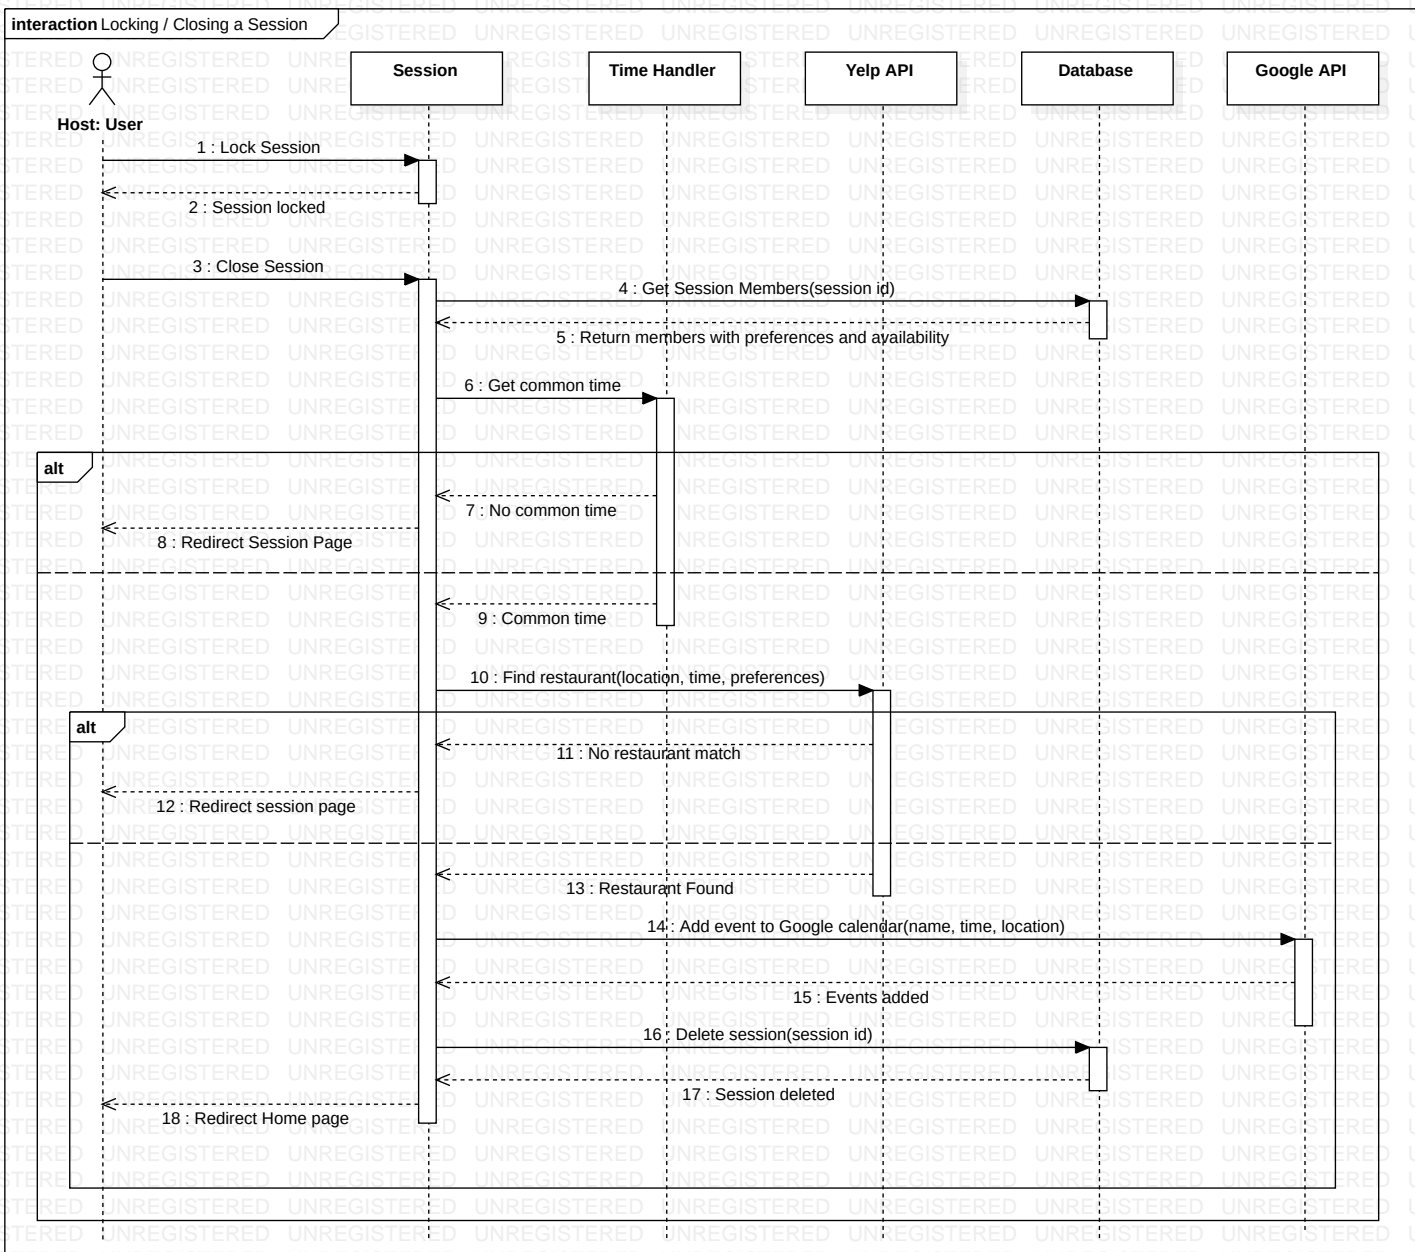 interaction Locking / Closing a Session
Session
Time Handler
Yelp API
Database
Google API
Host: User
1 : Lock Session
2 : Session locked
3 : Close Session
4 : Get Session Members(session id)
5 : Return members with preferences and availability
6 : Get common time
alt
7 : No common time
8 : Redirect Session Page
9 : Common time
10 : Find restaurant(location, time, preferences)
alt
11 : No restaurant match
12 : Redirect session page
13 : Restaurant Found
14 : Add event to Google calendar(name, time, location)
15 : Events added
16 : Delete session(session id)
17 : Session deleted
18 : Redirect Home page
UNREGISTERED